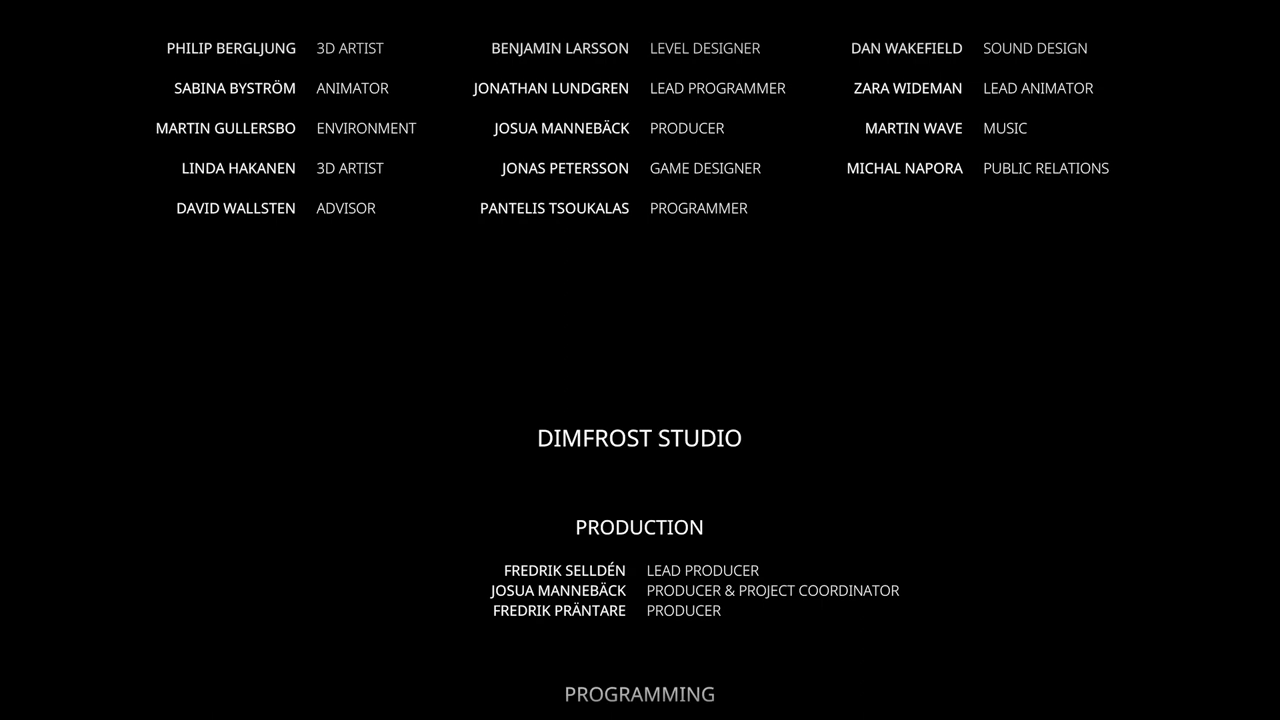 PHILIP BERGLJUNG 3D ARTIST BENJAMIN LARSSON LEVEL DESIGNER DAN WAKEFIELD SOUND DESIGN
SABINA BYSTRÖM ANIMATOR JONATHAN LUNDGREN LEAD PROGRAMMER ZARA WIDEMAN LEAD ANIMATOR
MARTIN GULLERSBO ENVIRONMENT JOSUA MANNEBÄCK PRODUCER MARTIN WAVE MUSIC
LINDA HAKANEN 3D ARTIST JONAS PETERSSON GAME DESIGNER MICHAL NAPORA PUBLIC RELATIONS
DAVID WALLSTEN ADVISOR PANTELIS TSOUKALAS PROGRAMMER
DIMFROST STUDIO
PRODUCTION
FREDRIK SELLDÉN LEAD PRODUCER
JOSUA MANNEBÄCK PRODUCER & PROJECT COORDINATOR
FREDRIK PRÄNTARE PRODUCER
PROGRAMMING